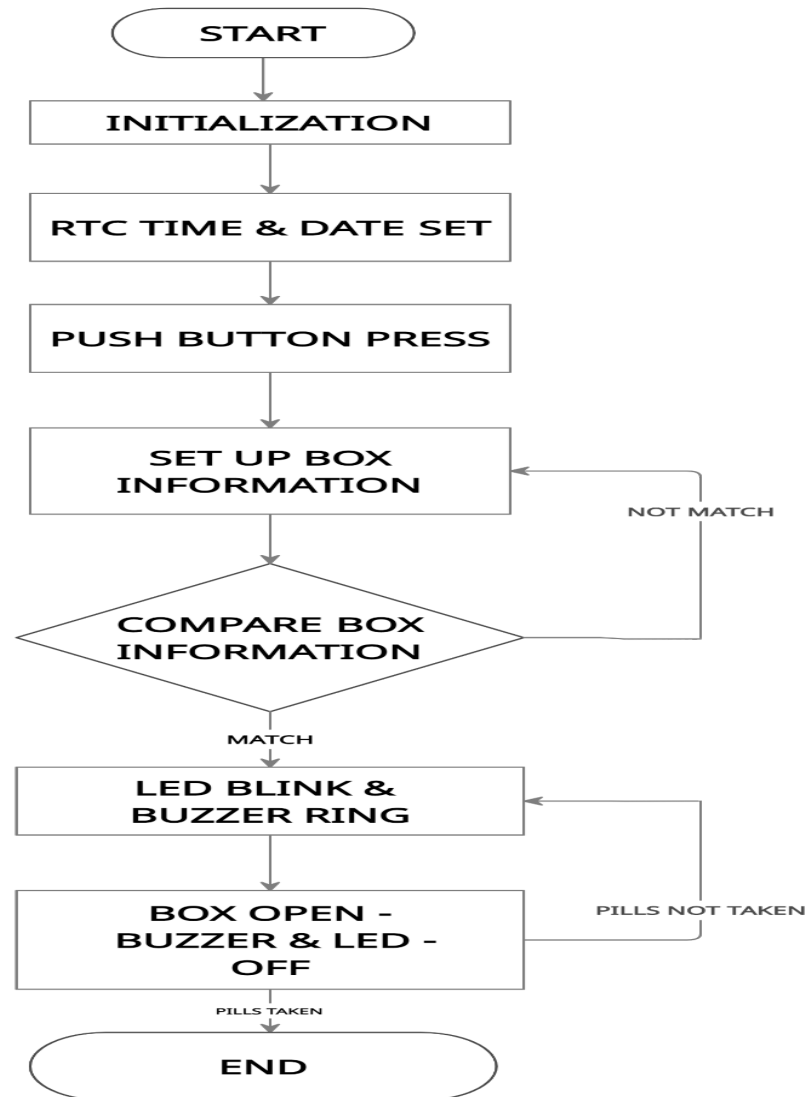 START
INITIALIZATION
RTC TIME & DATE SET
PUSH BUTTON PRESS
SET UP BOX
INFORMATION
NOT MATCH
COMPARE BOX
INFORMATION
MATCH
LED BLINK &
BUZZER RING
BOX OPEN -
BUZZER & LED -
OFF
PILLS NOT TAKEN
PILLS TAKEN
END